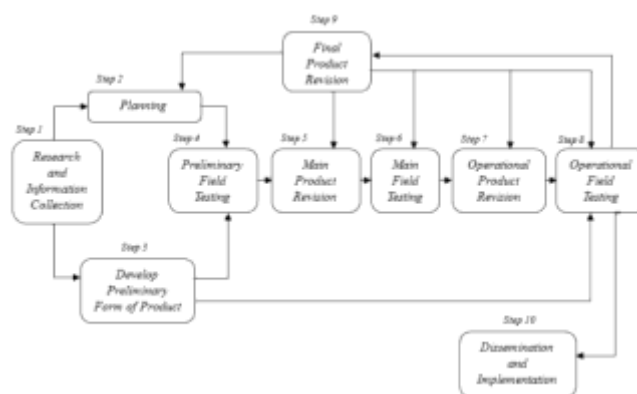 Step 1
Research
and
Information
Collection
Step 2
Planning
Step 3
Develop
Preliminary
Form of Product
Step 4
Preliminary
Field
Testing
Step 5
Main
Product
Revision
Step 6
Main
Field
Testing
Step 7
Operational
Product
Revision
Step 8
Operational
Field
Testing
Step 9
Final
Product
Revision
Step 10
Dissemination
and
Implementation